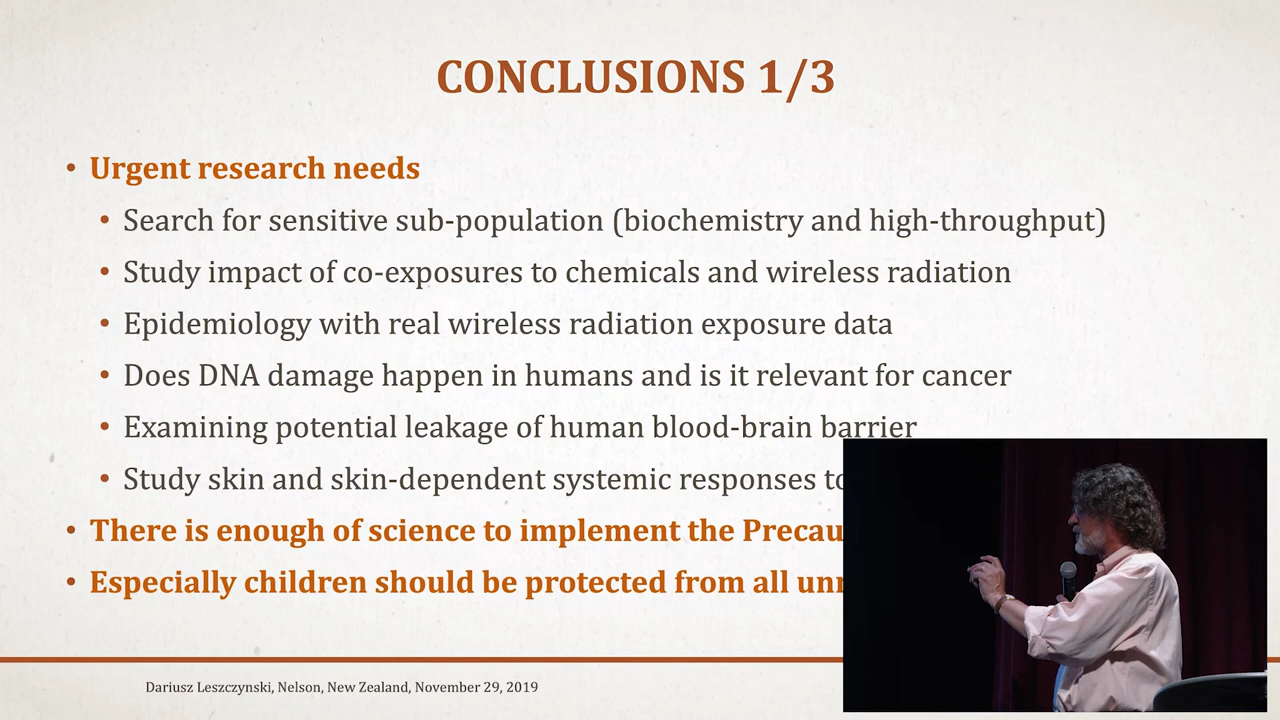 CONCLUSIONS 1/3
• Urgent research needs
• Search for sensitive sub-population (biochemistry and high-throughput)
• Study impact of co-exposures to chemicals and wireless radiation
• Epidemiology with real wireless radiation exposure data
• Does DNA damage happen in humans and is it relevant for cancer
• Examining potential leakage of human blood-brain barrier
• Study skin and skin-dependent systemic responses
• There is enough of science to implement the
• Especially children should be protected from all
Dariusz Leszczynski, Nelson, New Zealand, November 29, 2019